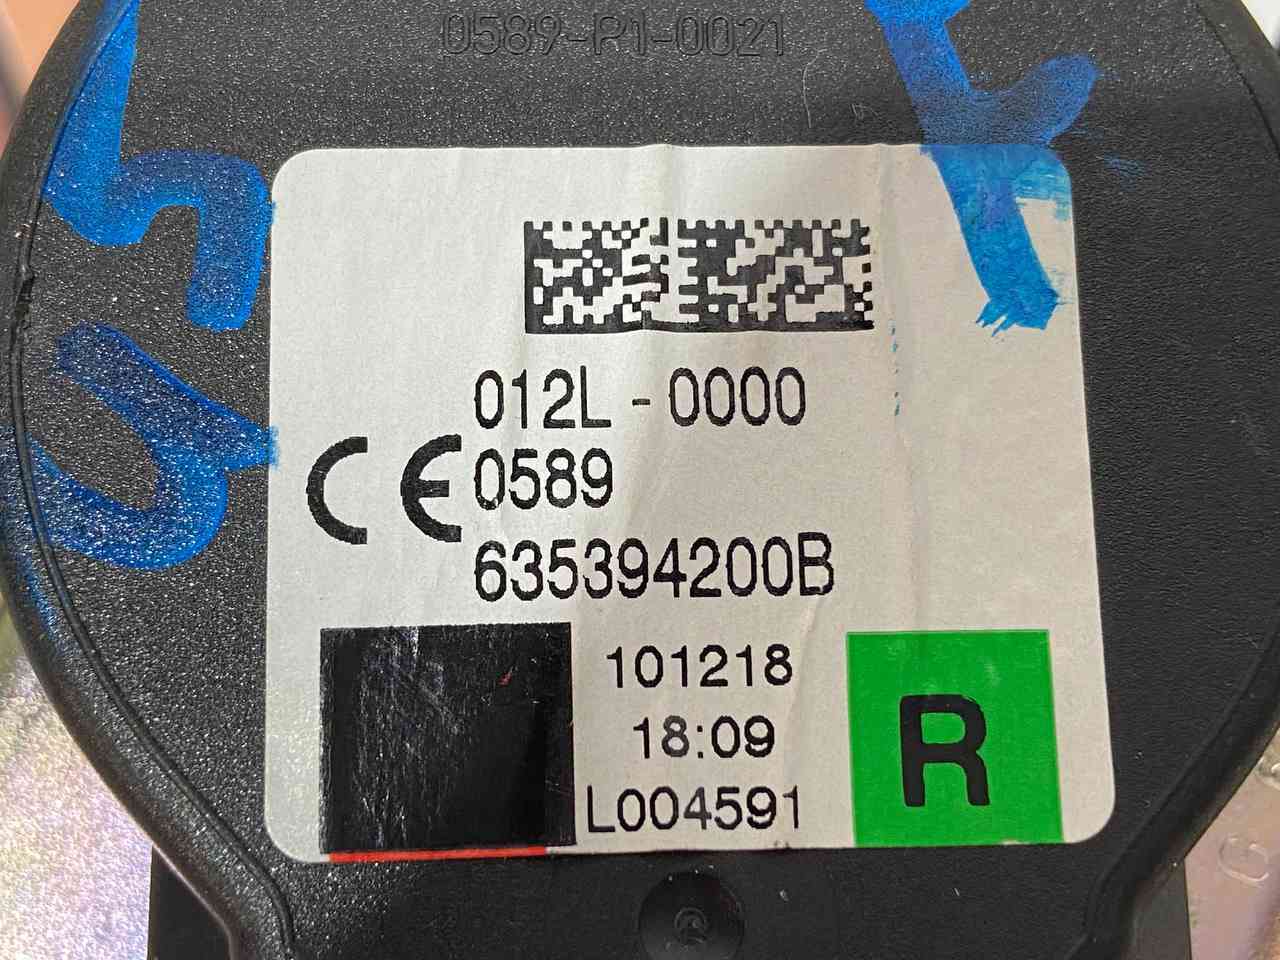 0589-P1-0021
012L - 0000
CE 0589
635394200B
101218
18:09
L004591
R